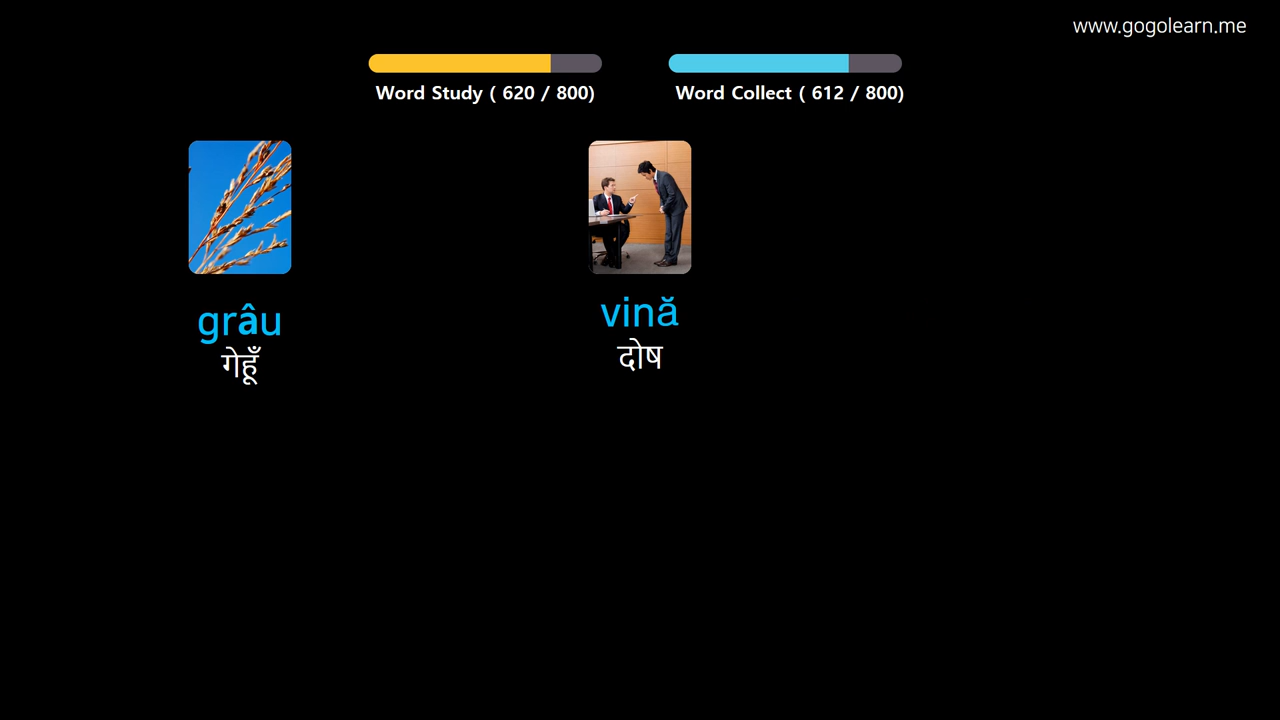 www.gogolearn.me
Word Study ( 620 / 800)
Word Collect ( 612 / 800)
grâu
गेहूँ
vină
दोष